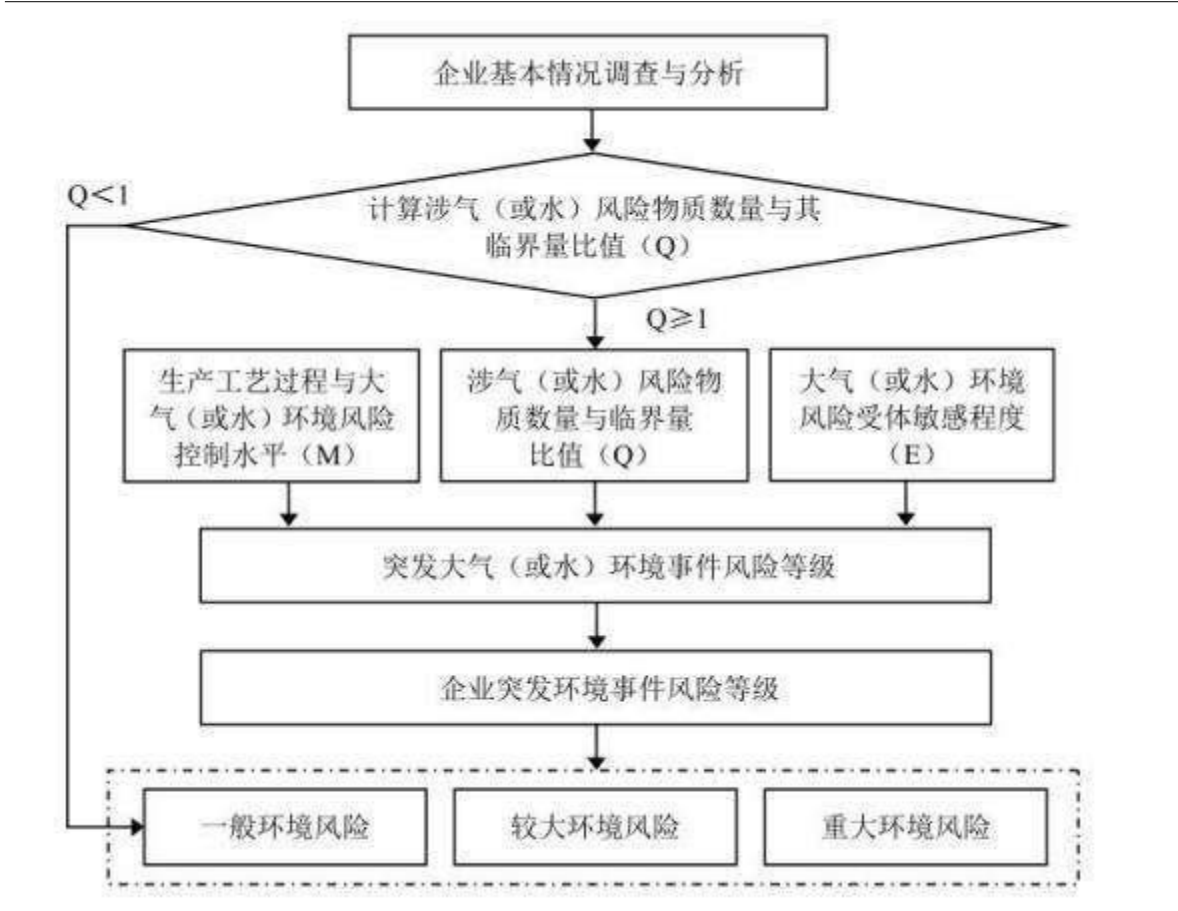 企业基本情况调查与分析
Q＜1
计算涉气（或水）风险物质数量与其
临界量比值（Q）
Q≥1
生产工艺过程与大
气（或水）环境风险
控制水平（M）
涉气（或水）风险物
质数量与临界量
比值（Q）
大气（或水）环境
风险受体敏感程度
（E）
突发大气（或水）环境事件风险等级
企业突发环境事件风险等级
一般环境风险
较大环境风险
重大环境风险